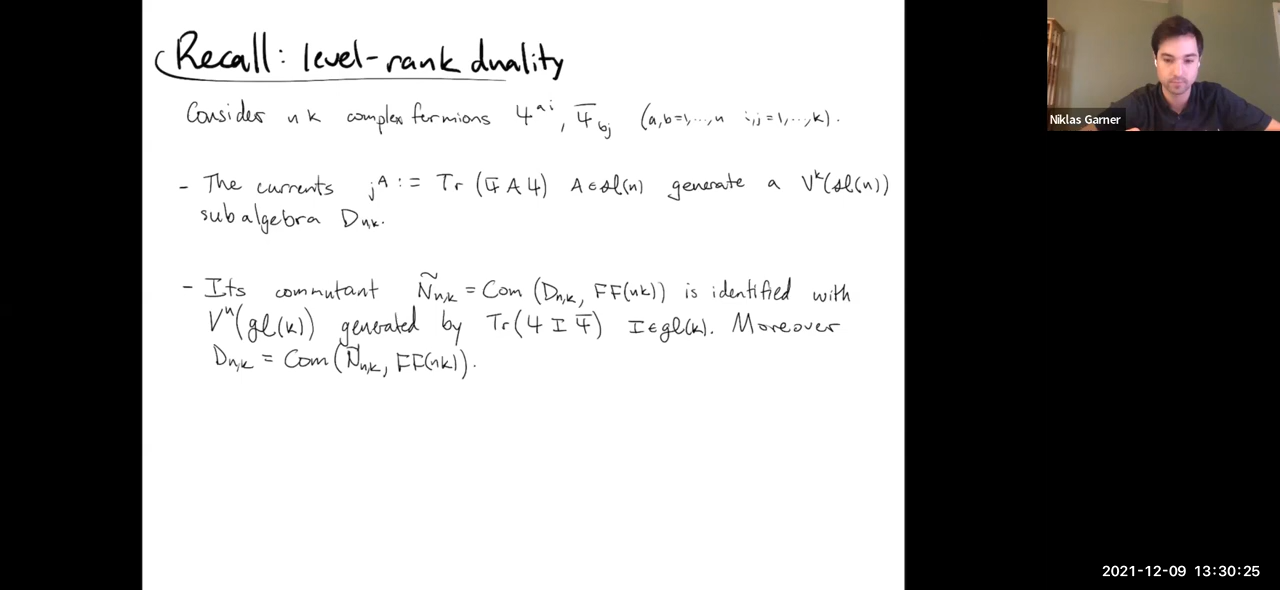 Recall: level-rank duality
Consider nk complex fermions Ψ^{ai}, Ψ̅_{bj} (a,b=1,...,n i,j=1,...,k).
- The currents j^A := Tr (Ψ̅ A Ψ) A∈sl(n) generate a V^k(sl(n))
subalgebra D_{n,k}.
- Its commutant Ñ_{n,k} = Com (D_{n,k}, FF(nk)) is identified with
V^n(gl(k)) generated by Tr(Ψ I Ψ̅) I∈gl(k). Moreover
D_{n,k} = Com(Ñ_{n,k}, FF(nk)).
Niklas Garner
2021-12-09 13:30:25